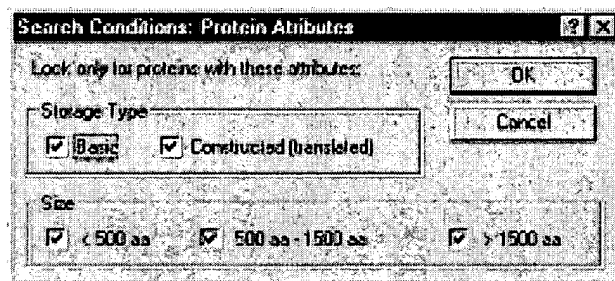 Search Conditions: Protein Atributes
Look only for proteins with these attributes:
OK
Storage Type
Cancel
Basic
Constructed (translated)
Size
< 500 aa
500 aa - 1500 aa
> 1500 aa